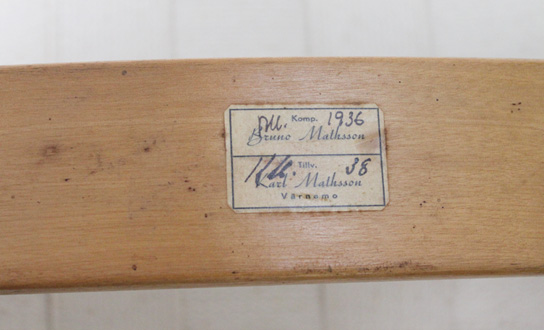 Komp. 1936
Bruno Mathsson
Tillv. 38
Karl Mathsson
Värnamo